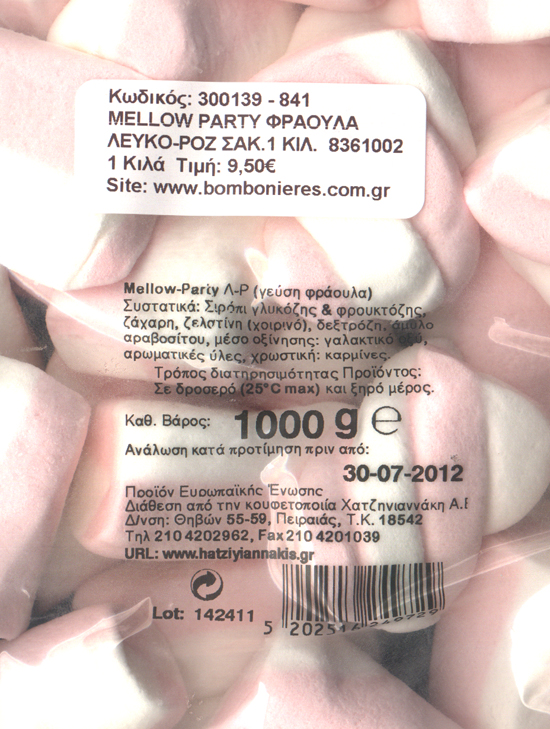 Κωδικός: 300139 - 841
MELLOW PARTY ΦΡΑΟΥΛΑ
ΛΕΥΚΟ-ΡΟΖ ΣΑΚ.1 ΚΙΛ. 8361002
1 Κιλά Τιμή: 9,50€
Site: www.bombonieres.com.gr
Mellow-Party Λ-Ρ (γεύση φράουλα)
Συστατικά: Σιρόπι γλυκόζης & φρουκτόζης,
ζάχαρη, ζελατίνη (χοιρινό), δεξτρόζη, άμυλο
αραβοσίτου, μέσο οξίνησης: γαλακτικό οξύ,
αρωματικές ύλες, χρωστική: καρμίνες.
Τρόπος διατηρησιμότητας Προϊόντος:
Σε δροσερό (25°C max) και ξηρό μέρος.
Καθ. Βάρος: 1000 g e
Ανάλωση κατά προτίμηση πριν από:
30-07-2012
Προϊόν Ευρωπαϊκής Ένωσης
Διάθεση από την κουφετοποιία Χατζηνιαννάκη Α.Ε
Δ/νση: Θηβών 55-59, Πειραιάς, Τ.Κ. 18542
Τηλ 210 4202962, Fax 210 4201039
URL: www.hatziyiannakis.gr
Lot: 142411
5 202514